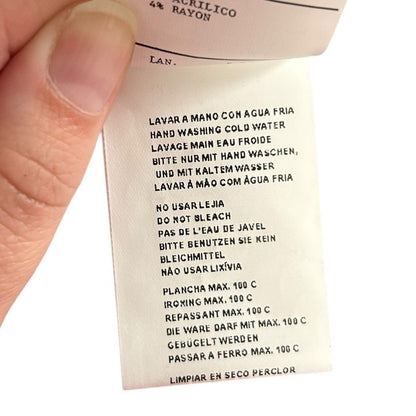 ACRILICO
4% RAYON
LAN.
LAVAR A MANO CON AGUA FRIA
HAND WASHING COLD WATER
LAVAGE MAIN EAU FROIDE
BITTE NUR MIT HAND WASCHEN,
UND MIT KALTEM WASSER
LAVAR À MÃO COM ÀGUA FRIA
NO USAR LEJIA
DO NOT BLEACH
PAS DE L'EAU DE JAVEL
BITTE BENUTZEN SIE KEIN
BLEICHMITTEL
NÃO USAR LIXÍVIA
PLANCHA MAX. 100 C
IRONING MAX. 100 C
REPASSANT MAX. 100 C
DIE WARE DARF MIT MAX. 100 C
GEBÜGELT WERDEN
PASSAR A FERRO MAX. 100 C
LIMPIAR EN SECO PERCLOR